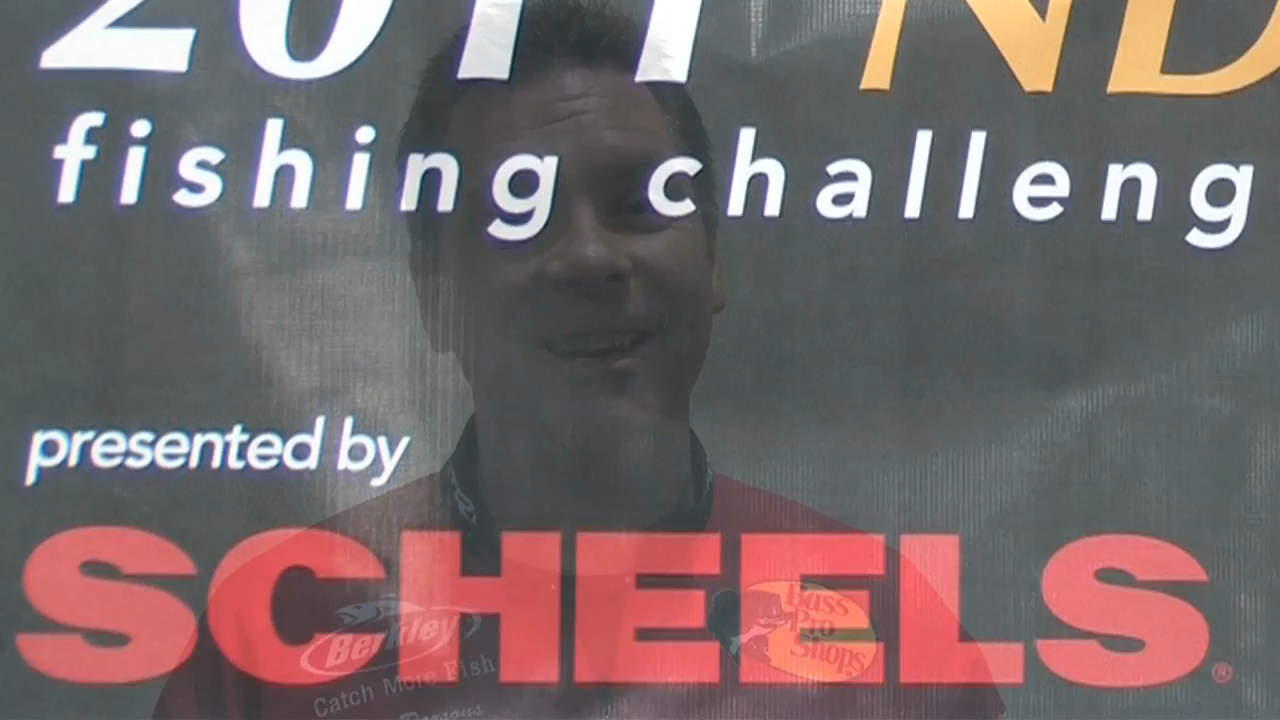 2011 ND
fishing challeng
presented by
SCHEELS®
Berkley
Catch More Fish
Bass
Pro
Shops